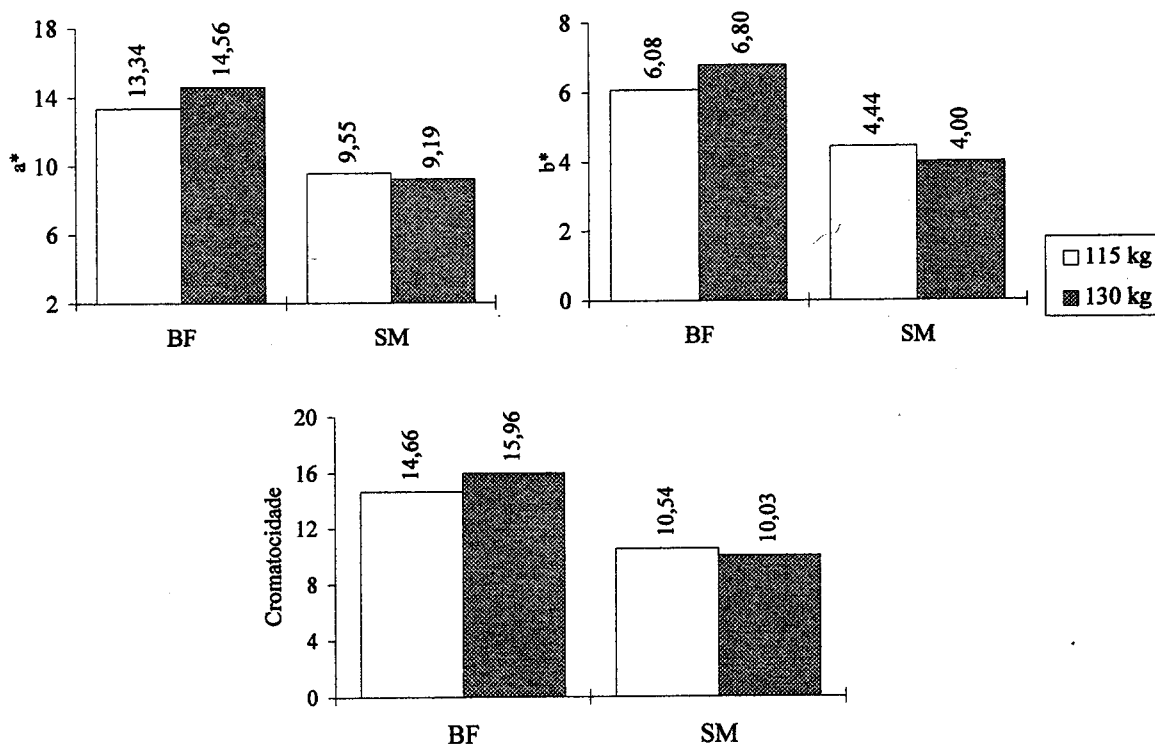 a*
18
14
10
6
2
13,34
14,56
9,55
9,19
BF
SM
b*
8
6
4
2
0
6,08
6,80
4,44
4,00
BF
SM
115 kg
130 kg
Cromatocidade
20
16
12
8
4
0
14,66
15,96
10,54
10,03
BF
SM